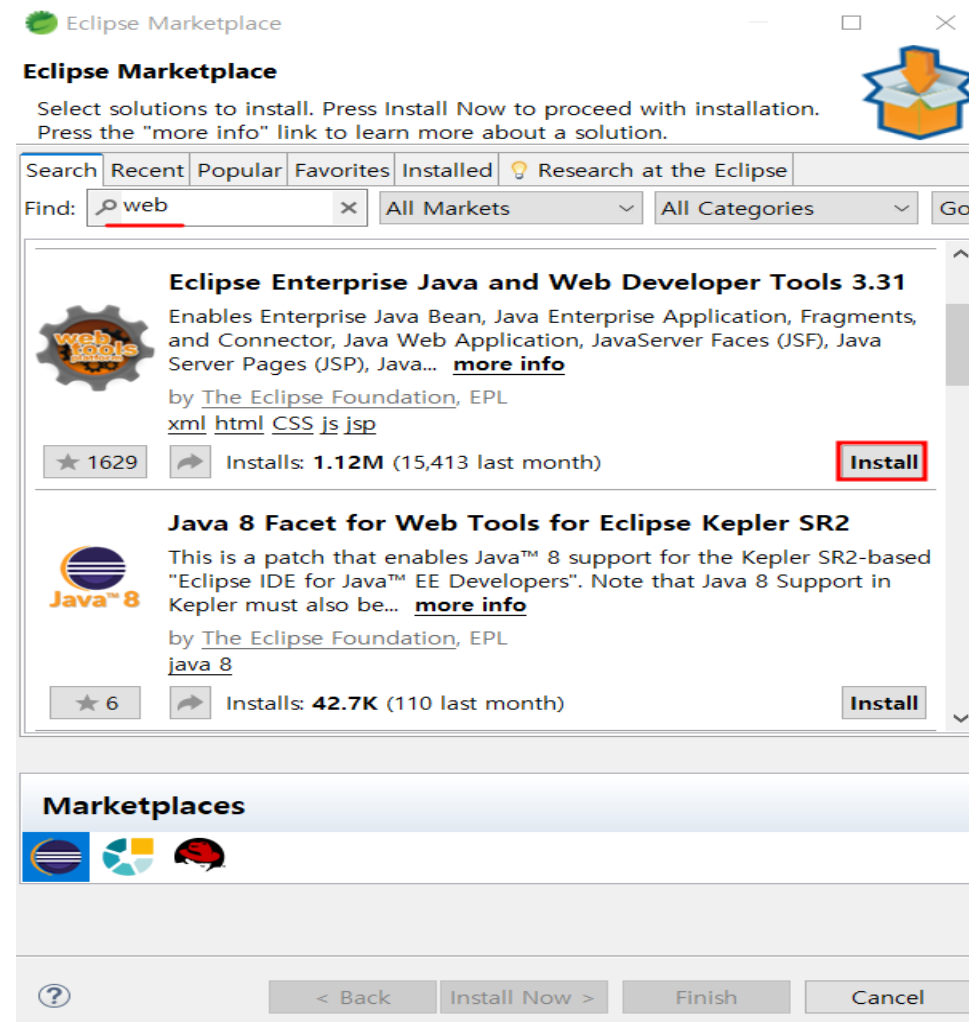 Eclipse Marketplace
Eclipse Marketplace
Select solutions to install. Press Install Now to proceed with installation.
Press the "more info" link to learn more about a solution.
Search Recent Popular Favorites Installed Research at the Eclipse
Find: web All Markets All Categories Go
Eclipse Enterprise Java and Web Developer Tools 3.31
Enables Enterprise Java Bean, Java Enterprise Application, Fragments,
and Connector, Java Web Application, JavaServer Faces (JSF), Java
Server Pages (JSP), Java... more info
web tools platform
by The Eclipse Foundation, EPL
xml html CSS js jsp
1629 Installs: 1.12M (15,413 last month) Install
Java 8 Facet for Web Tools for Eclipse Kepler SR2
This is a patch that enables Java™ 8 support for the Kepler SR2-based
"Eclipse IDE for Java™ EE Developers". Note that Java 8 Support in
Kepler must also be... more info
Java™ 8
by The Eclipse Foundation, EPL
java 8
6 Installs: 42.7K (110 last month) Install
Marketplaces
? < Back Install Now > Finish Cancel